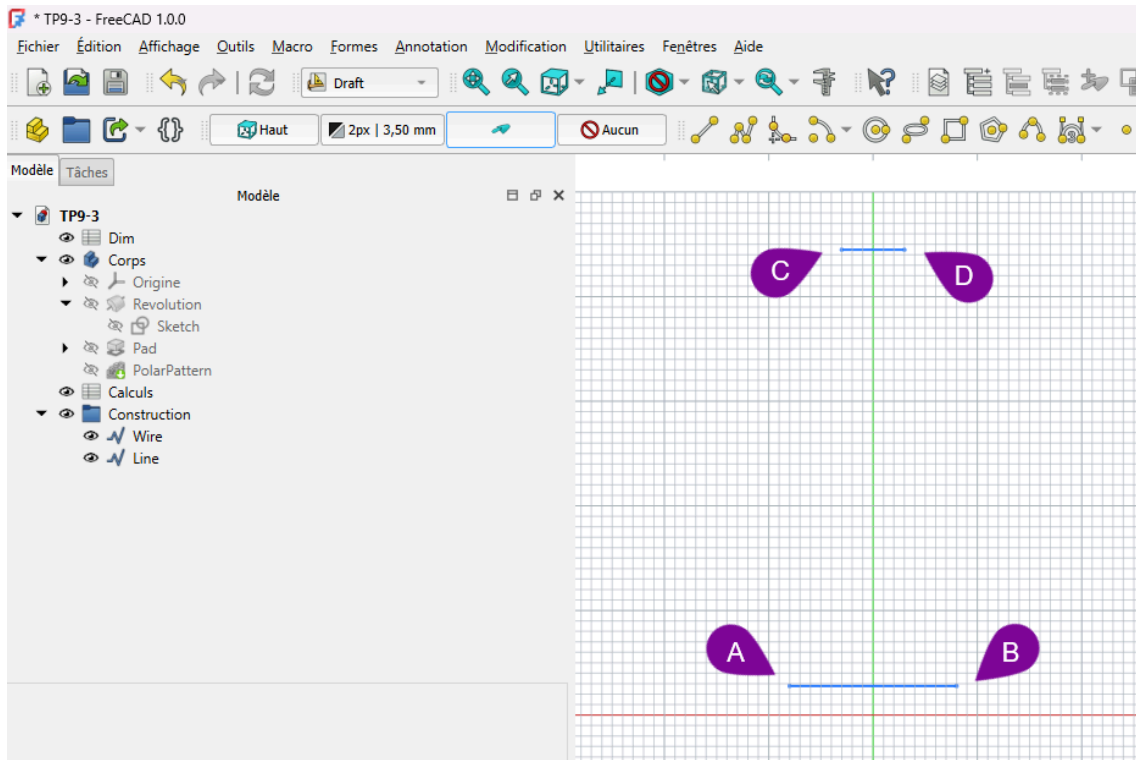 * TP9-3 - FreeCAD 1.0.0
Fichier Édition Affichage Outils Macro Formes Annotation Modification Utilitaires Fenêtres Aide
Draft
Haut 2px | 3,50 mm Aucun
Modèle Tâches
Modèle
TP9-3
Dim
Corps
Origine
Revolution
Sketch
Pad
PolarPattern
Calculs
Construction
Wire
Line
C D
A B